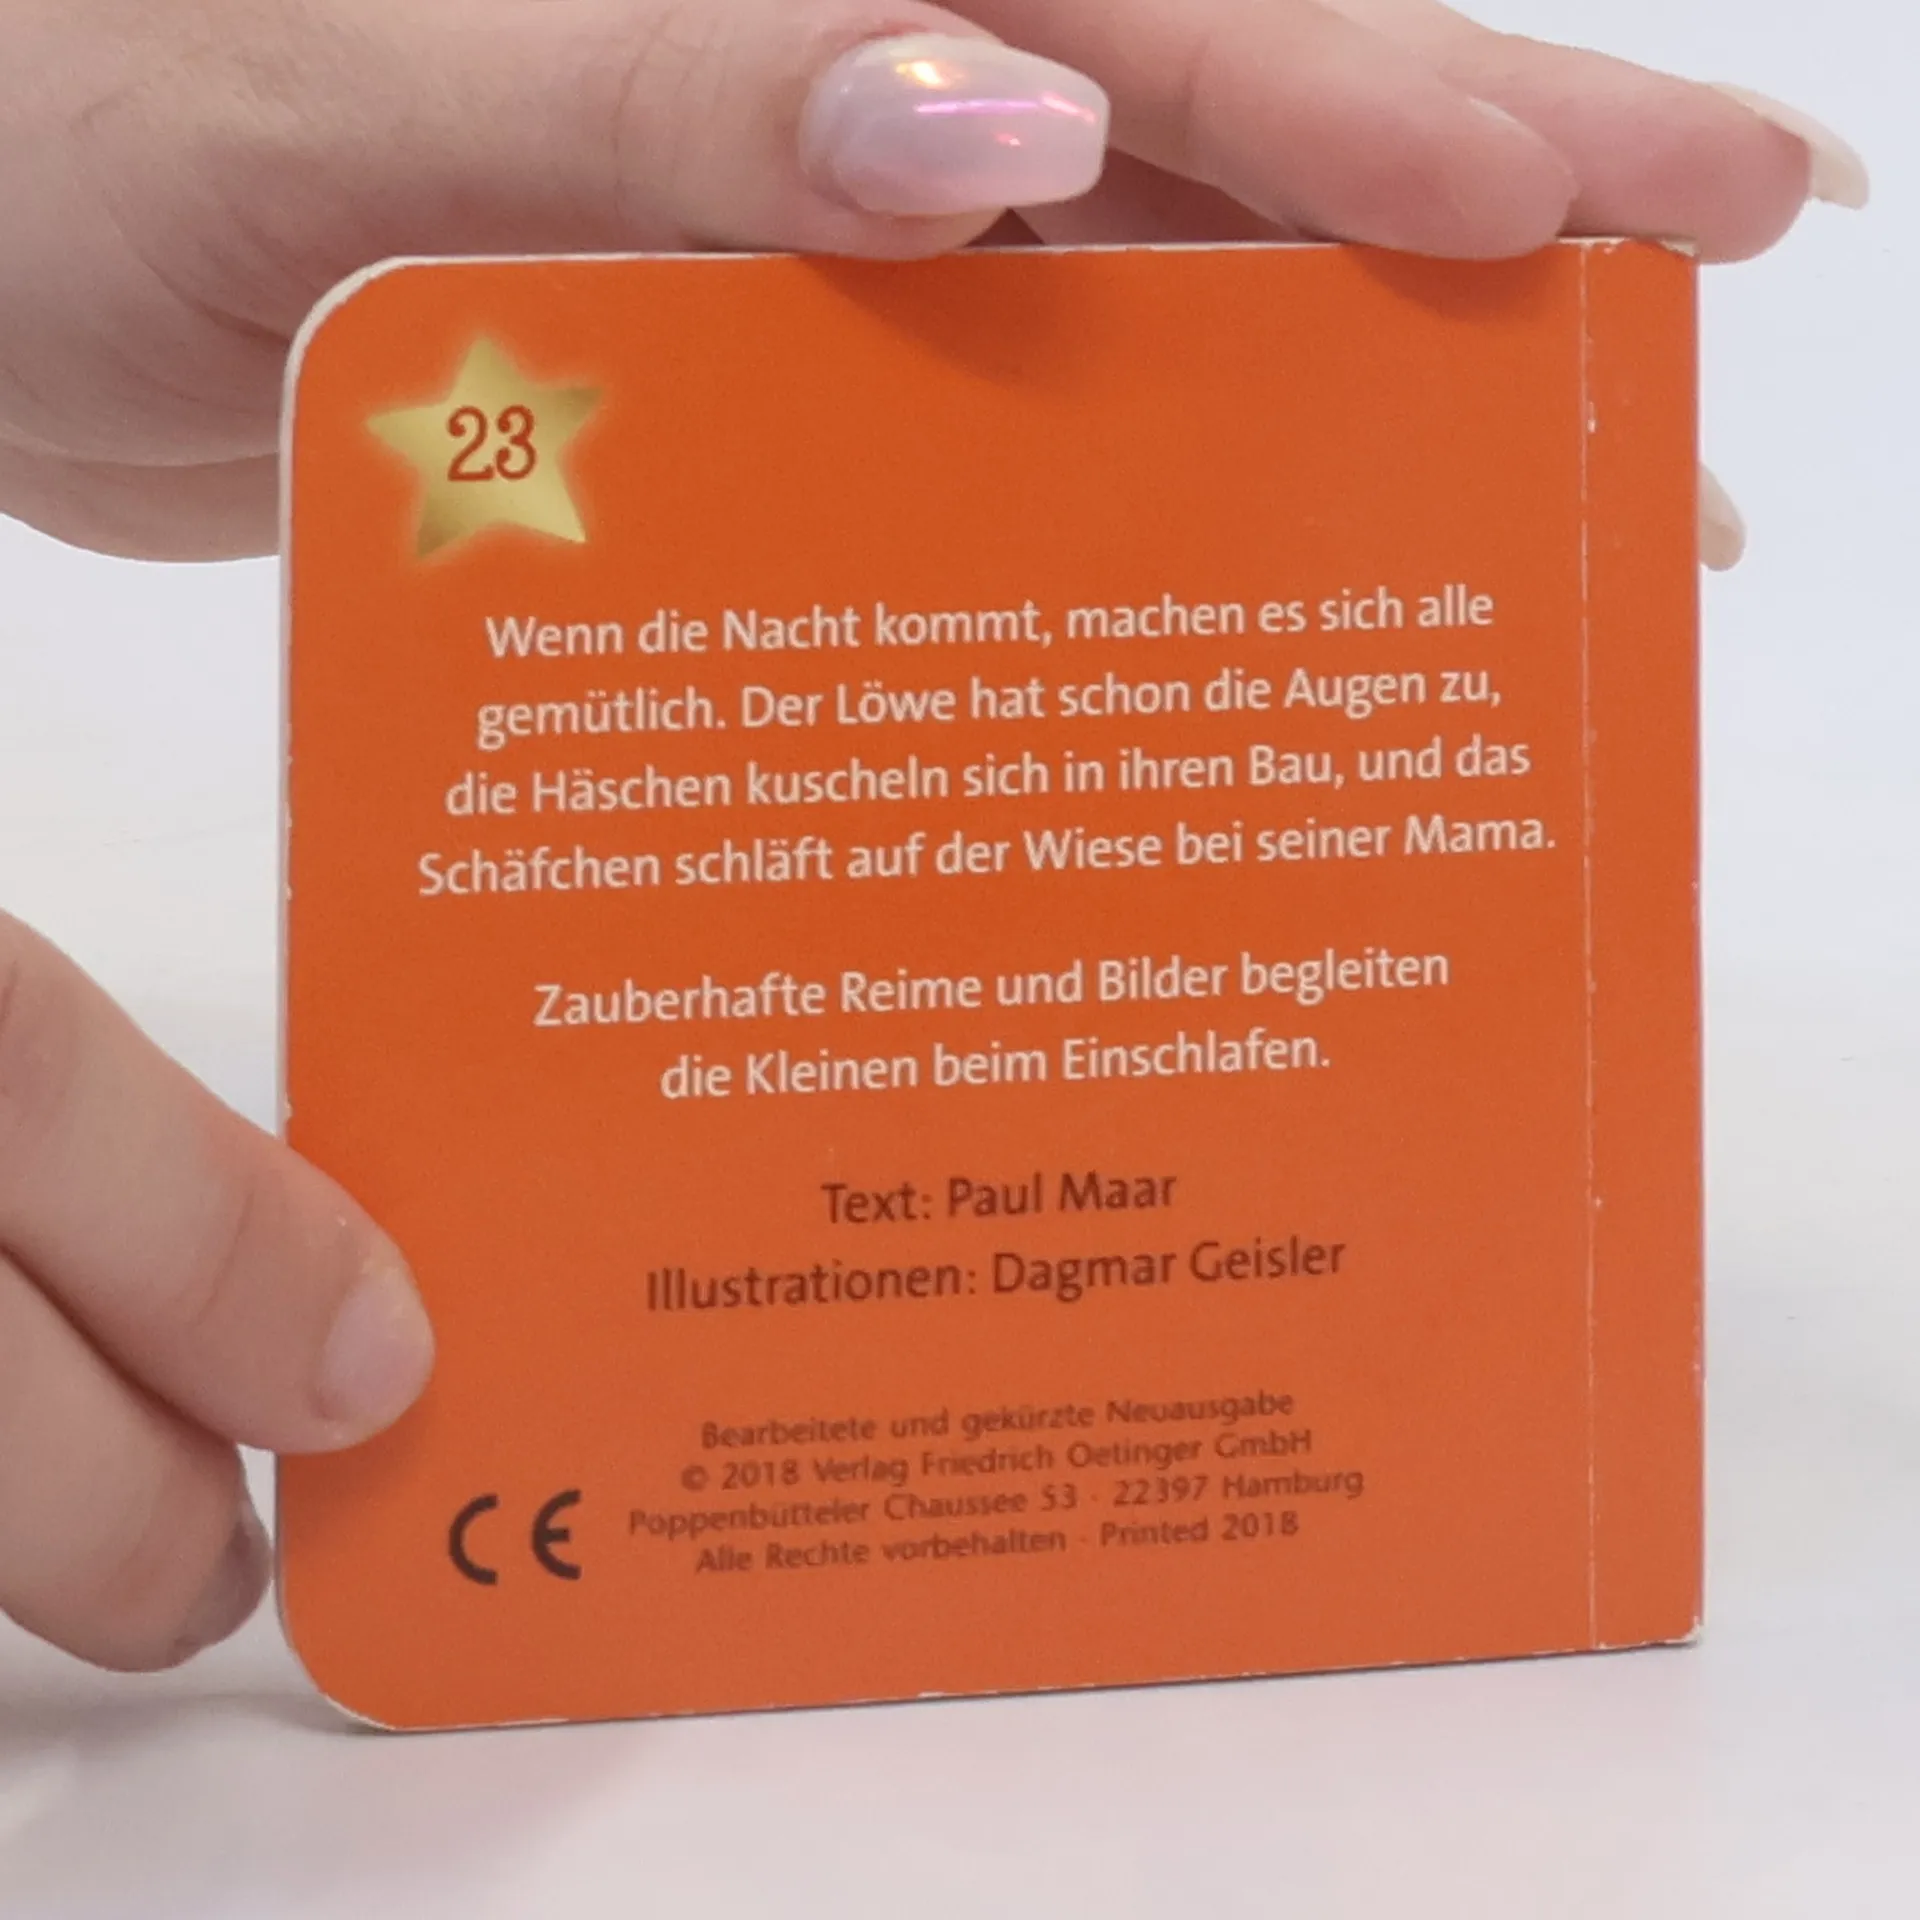 23
Wenn die Nacht kommt, machen es sich alle
gemütlich. Der Löwe hat schon die Augen zu,
die Häschen kuscheln sich in ihren Bau, und das
Schäfchen schläft auf der Wiese bei seiner Mama.
Zauberhafte Reime und Bilder begleiten
die Kleinen beim Einschlafen.
Text: Paul Maar
Illustrationen: Dagmar Geisler
Bearbeitete und gekürzte Neuausgabe
© 2018 Verlag Friedrich Oetinger GmbH
Poppenbütteler Chaussee 53 · 22397 Hamburg
Alle Rechte vorbehalten · Printed 2018
CE